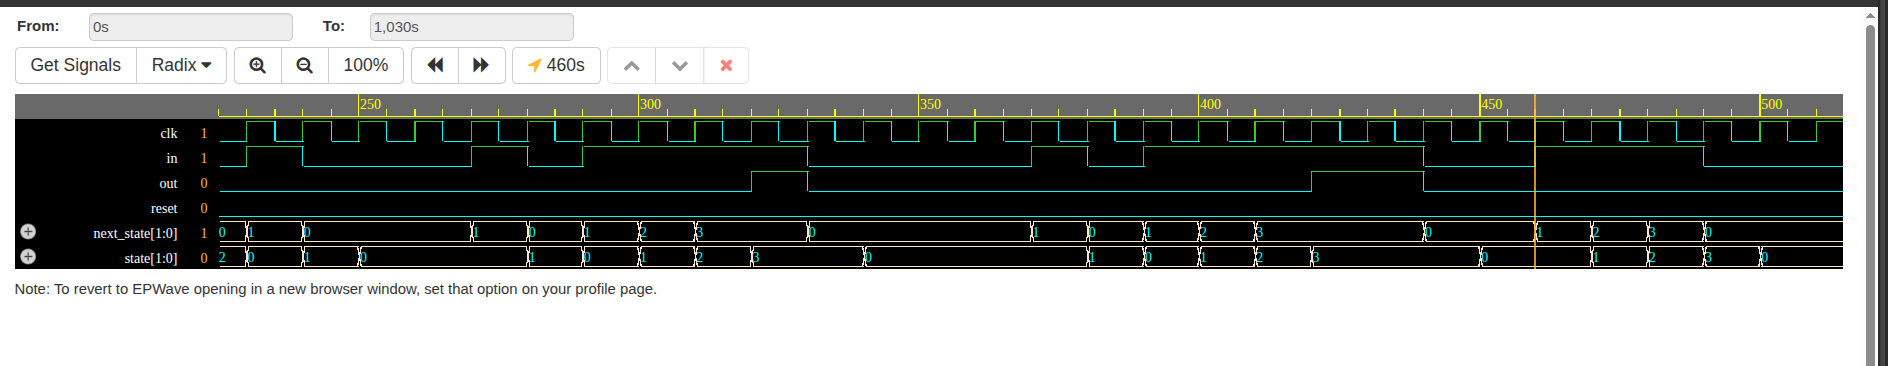 From: 0s To: 1,030s
Get Signals Radix 100% 460s
250 300 350 400 450 500
clk 1
in 1
out 0
reset 0
next_state[1:0] 1 0 1 0 1 0 1 2 3 0 1 0 1 2 3 0 1 2 3 0
state[1:0] 0 2 0 1 0 1 0 1 2 3 0 1 0 1 2 3 0 1 2 3 0
Note: To revert to EPWave opening in a new browser window, set that option on your profile page.